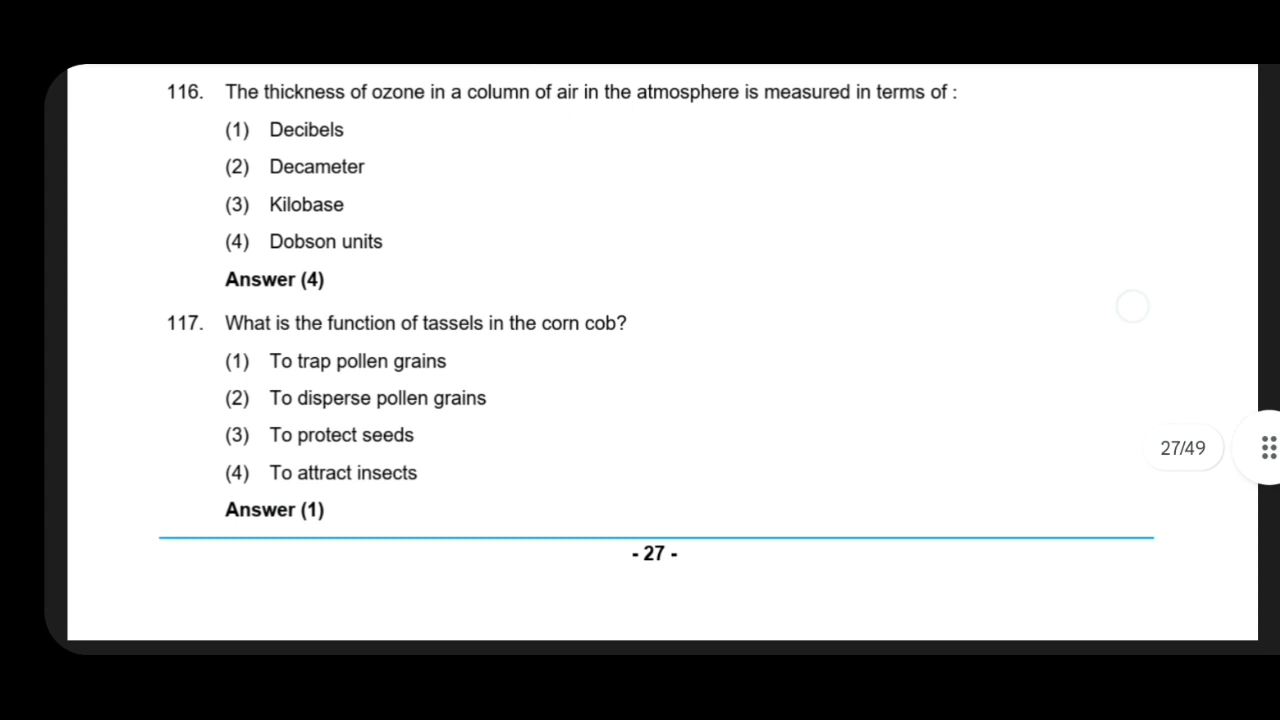 116. The thickness of ozone in a column of air in the atmosphere is measured in terms of :
(1) Decibels
(2) Decameter
(3) Kilobase
(4) Dobson units
Answer (4)
117. What is the function of tassels in the corn cob?
(1) To trap pollen grains
(2) To disperse pollen grains
(3) To protect seeds
(4) To attract insects
27/49
Answer (1)
- 27 -